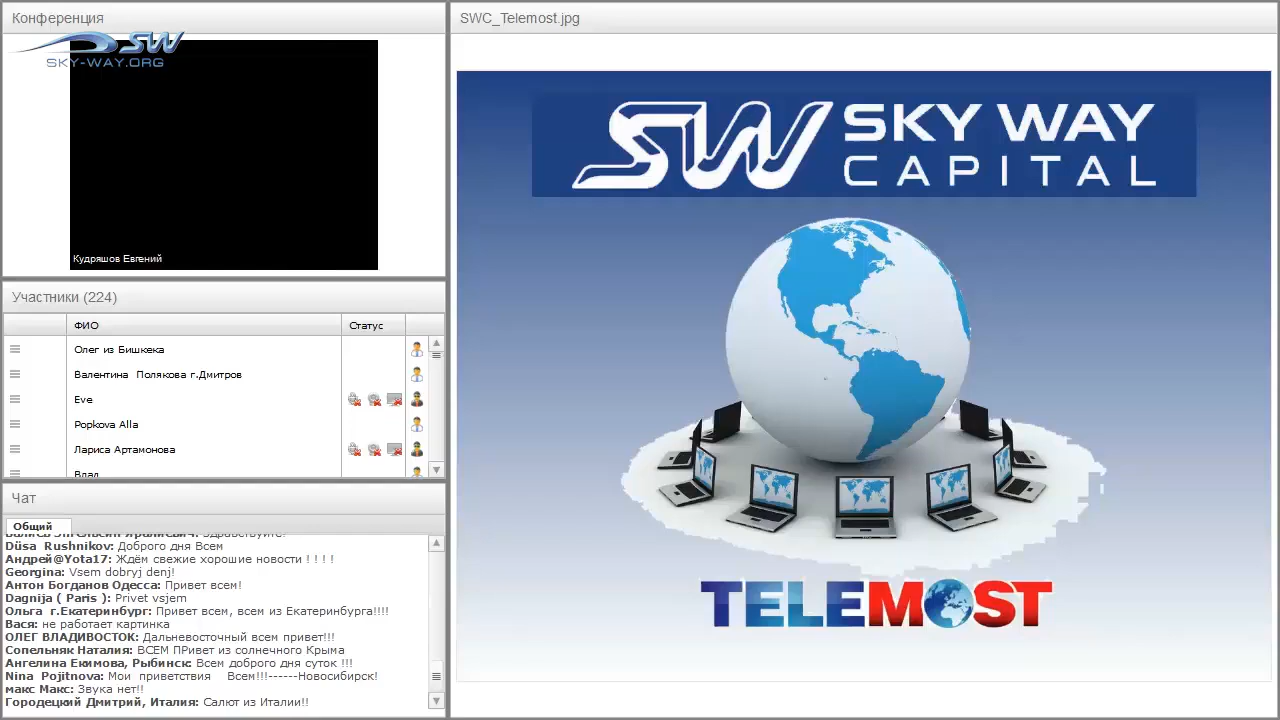 Конференция
SW
SKY-WAY.ORG
Кудряшов Евгений
Участники (224)
ФИО Статус
Олег из Бишкека
Валентина Полякова г.Дмитров
Eve
Popkova Alla
Лариса Артамонова
Влад
Чат
Общий
Düsa Rushnikov: Доброго дня Всем
Андрей@Yota17: Ждём свежие хорошие новости ! ! ! !
Georgina: Vsem dobryj denj!
Антон Богданов Одесса: Привет всем!
Dagnija ( Paris ): Privet vsjem
Ольга г.Екатеринбург: Привет всем, всем из Екатеринбурга!!!!
Вася: не работает картинка
ОЛЕГ ВЛАДИВОСТОК: Дальневосточный всем привет!!!
Сопельняк Наталия: ВСЕМ ПРивет из солнечного Крыма
Ангелина Екимова, Рыбинск: Всем доброго дня суток !!!
Nina Pojitnova: Мои приветствия Всем!!!------Новосибирск!
макс Макс: Звука нет!!
Городецкий Дмитрий, Италия: Салют из Италии!!
SWC_Telemost.jpg
SW SKY WAY
CAPITAL
TELEMOST